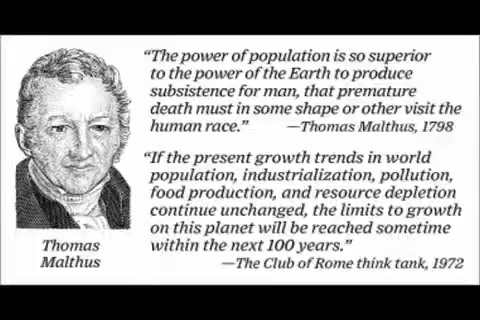 “The power of population is so superior
to the power of the Earth to produce
subsistence for man, that premature
death must in some shape or other visit the
human race.” —Thomas Malthus, 1798
“If the present growth trends in world
population, industrialization, pollution,
food production, and resource depletion
continue unchanged, the limits to growth
on this planet will be reached sometime
within the next 100 years.”
—The Club of Rome think tank, 1972
Thomas
Malthus